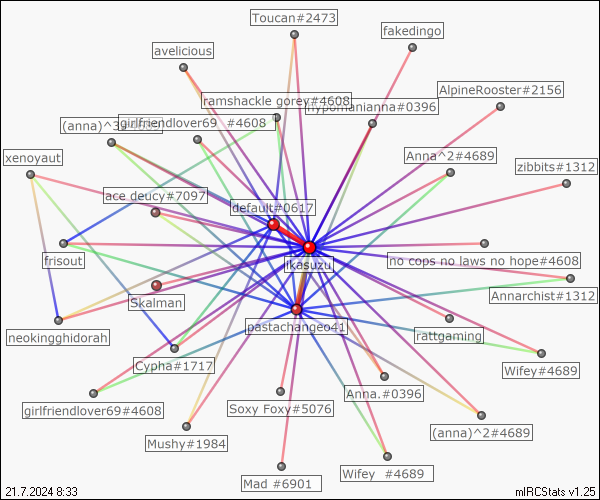 Toucan#2473
fakedingo
avelicious
AlpineRooster#2156
ramshackle gorey#4608
hypomanianna#0396
(anna)^3
girlfriendlover69 #4608
xenoyaut
Anna^2#4689
zibbits#1312
ace deucy#7097
default#0617
frisout
ikasuzu
no cops no laws no hope#4608
Skalman
Annarchist#1312
neokingghidorah
pastachangeo41
rattgaming
Cypha#1717
Wifey#4689
Anna.#0396
girlfriendlover69#4608
Soxy Foxy#5076
(anna)^2#4689
Mushy#1984
Wifey #4689
Mad #6901
21.7.2024 8:33
mIRCStats v1.25